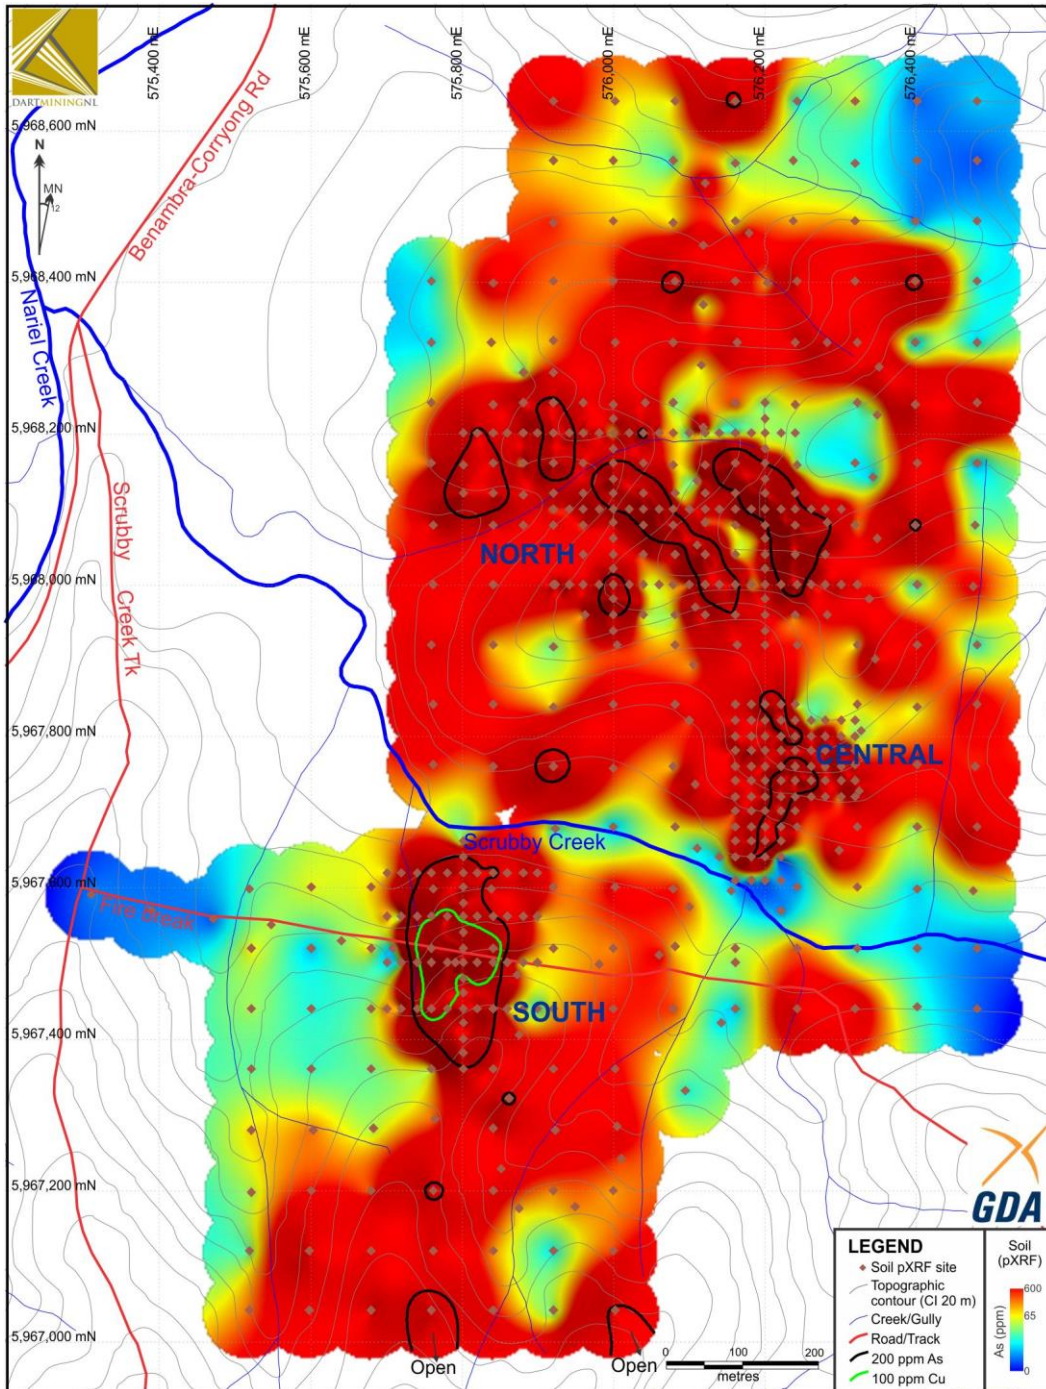 DARTMININGNL
575,400 mE
575,600 mE
575,800 mE
576,000 mE
576,200 mE
576,400 mE
5,968,600 mN
N
MN
12
Benambra-Corryong Rd
5,968,400 mN
Nariel Creek
5,968,200 mN
Scrubby Creek Tk
NORTH
5,968,000 mN
5,967,800 mN
CENTRAL
Scrubby Creek
5,967,600 mN
Fire Break
SOUTH
5,967,400 mN
5,967,200 mN
GDA
5,967,000 mN
Open
Open
0 100 200
metres
LEGEND
Soil pXRF site
Topographic
contour (CI 20 m)
Creek/Gully
Road/Track
200 ppm As
100 ppm Cu
Soil
(pXRF)
As (ppm)
600
65
0